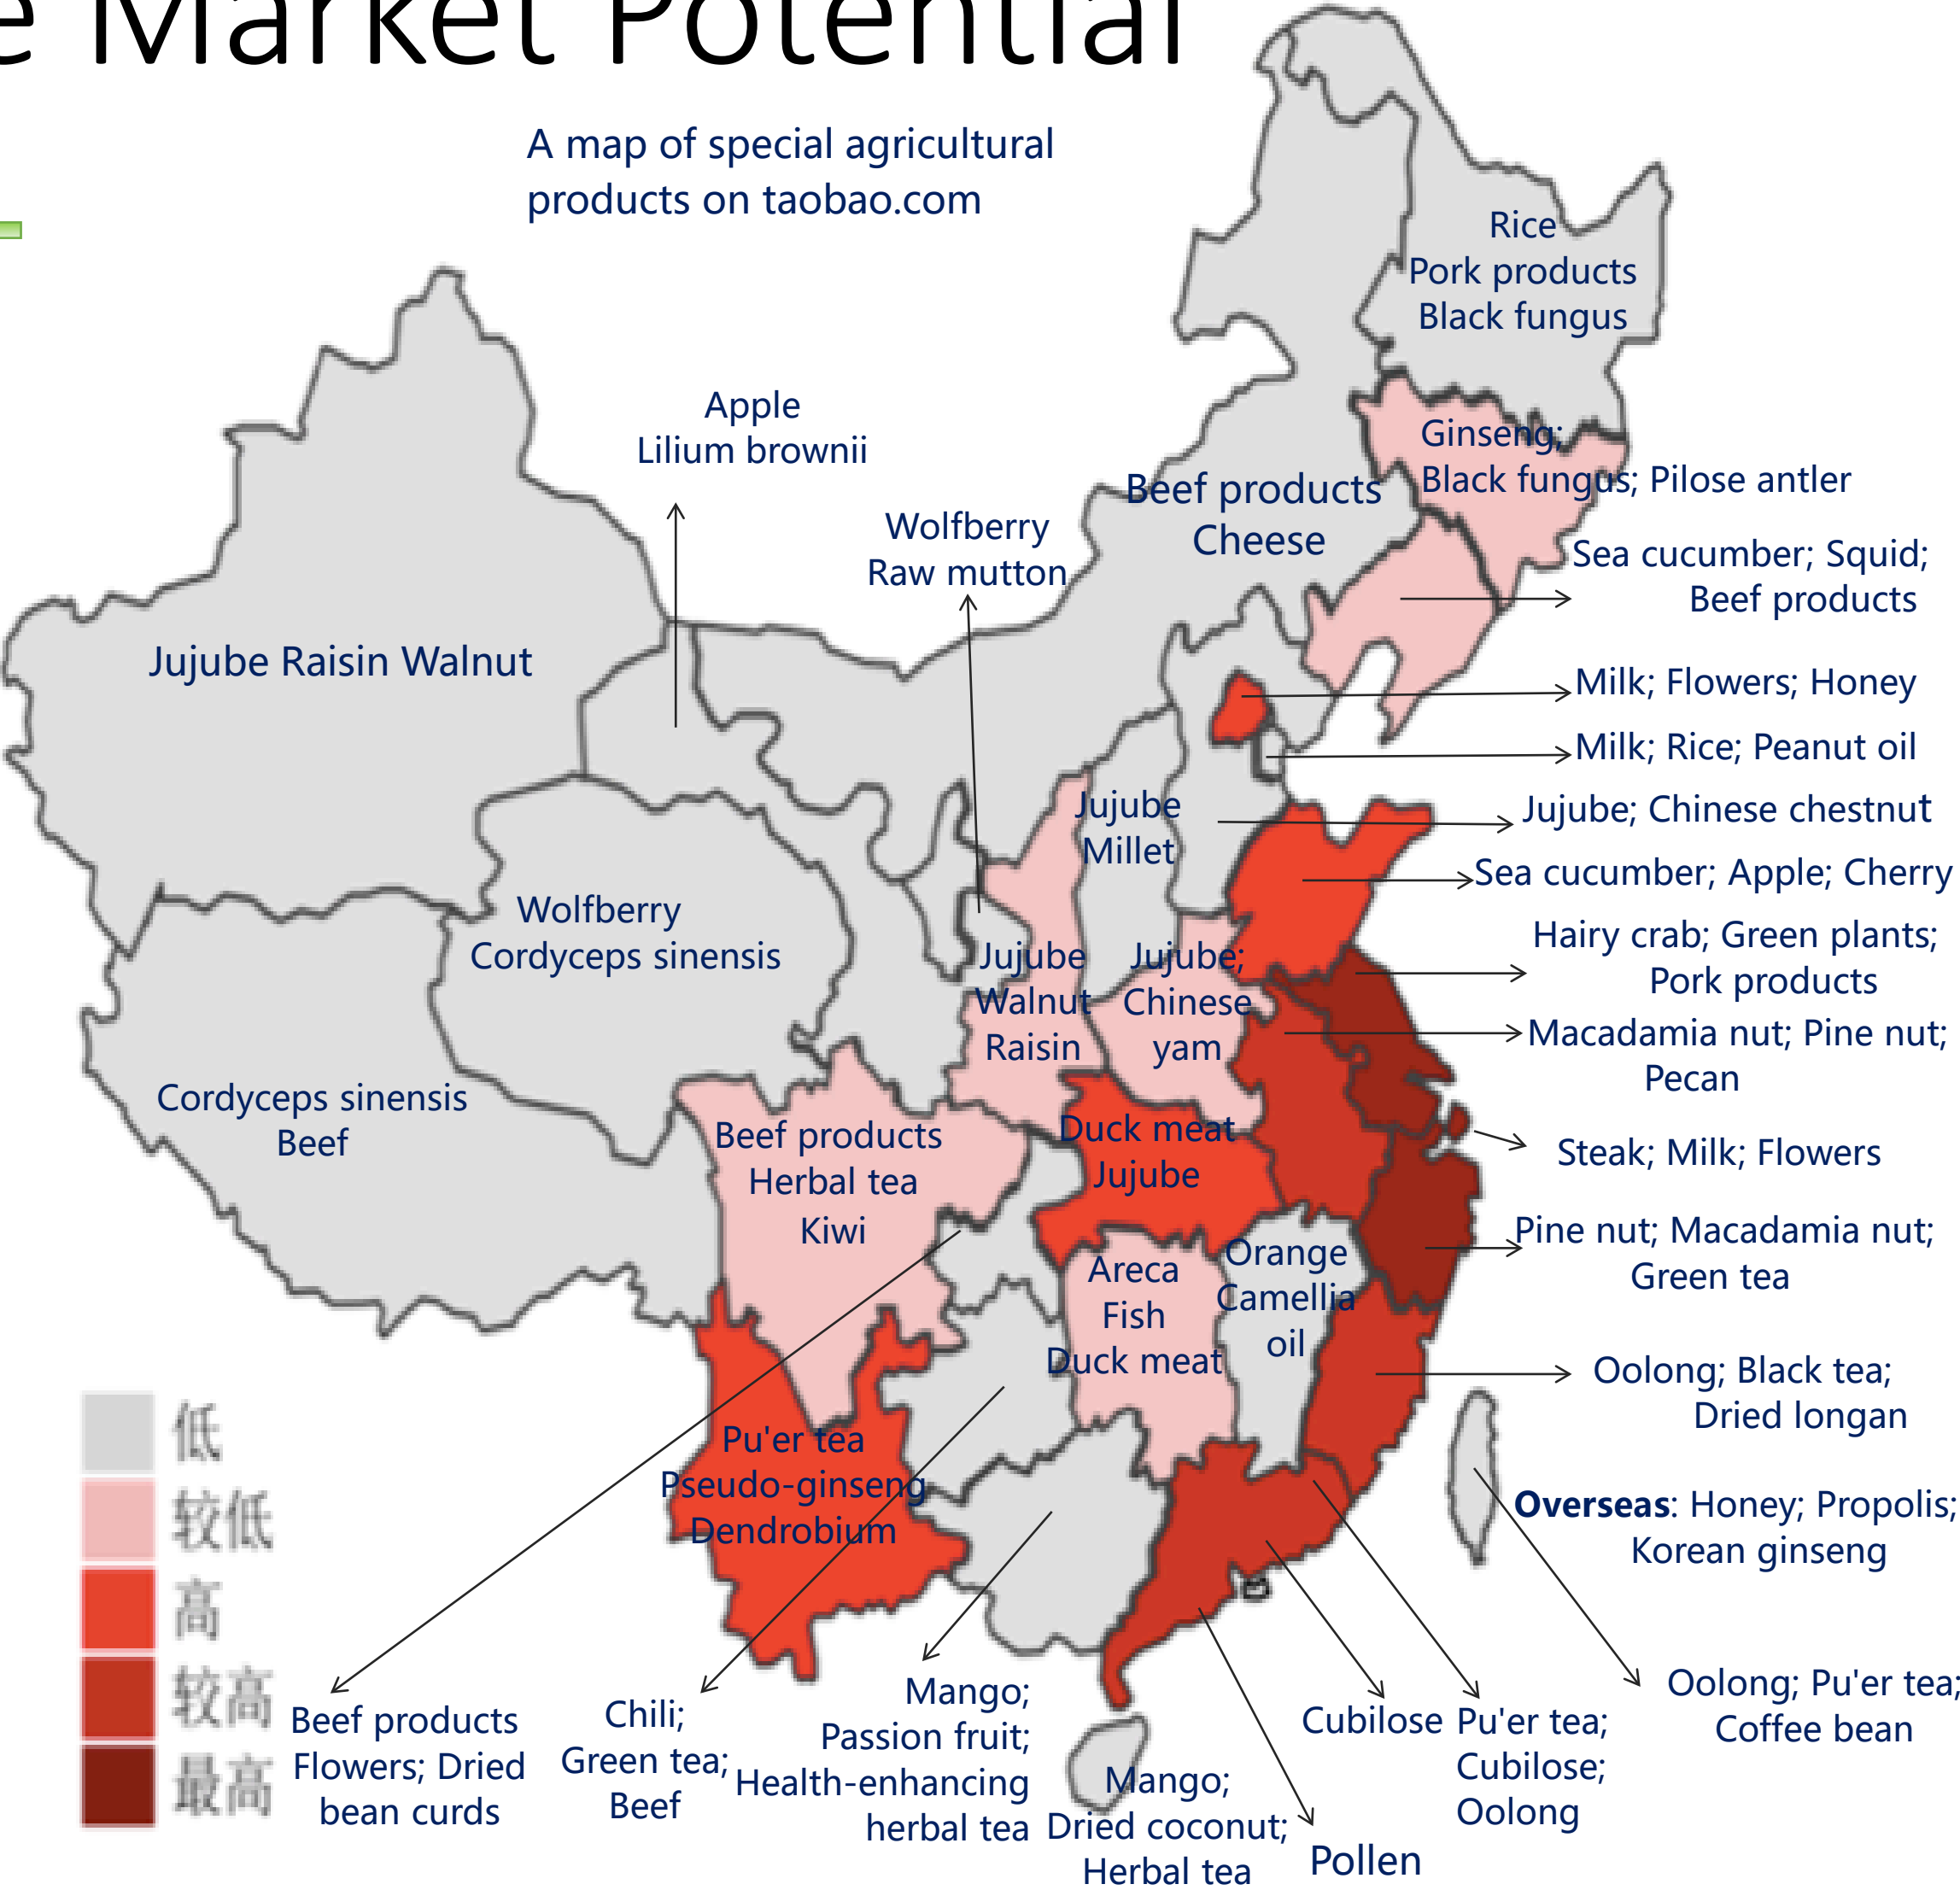 e Market Potential
A map of special agricultural
products on taobao.com
Rice
Pork products
Black fungus
Apple
Lilium brownii
Ginseng;
Black fungus; Pilose antler
Beef products
Cheese
Wolfberry
Raw mutton
Sea cucumber; Squid;
Beef products
Jujube Raisin Walnut
Milk; Flowers; Honey
Milk; Rice; Peanut oil
Jujube
Millet
Jujube; Chinese chestnut
Sea cucumber; Apple; Cherry
Wolfberry
Cordyceps sinensis
Jujube
Walnut
Raisin
Jujube;
Chinese
yam
Hairy crab; Green plants;
Pork products
Macadamia nut; Pine nut;
Pecan
Cordyceps sinensis
Beef
Beef products
Herbal tea
Kiwi
Duck meat
Jujube
Steak; Milk; Flowers
Pine nut; Macadamia nut;
Green tea
Areca
Fish
Duck meat
Orange
Camellia
oil
Oolong; Black tea;
Dried longan
Pu'er tea
Pseudo-ginseng
Dendrobium
Overseas: Honey; Propolis;
Korean ginseng
低
较低
高
较高
最高
Beef products
Flowers; Dried
bean curds
Chili;
Green tea;
Beef
Mango;
Passion fruit;
Health-enhancing
herbal tea
Mango;
Dried coconut;
Herbal tea
Pollen
Cubilose
Pu'er tea;
Cubilose;
Oolong
Oolong; Pu'er tea;
Coffee bean